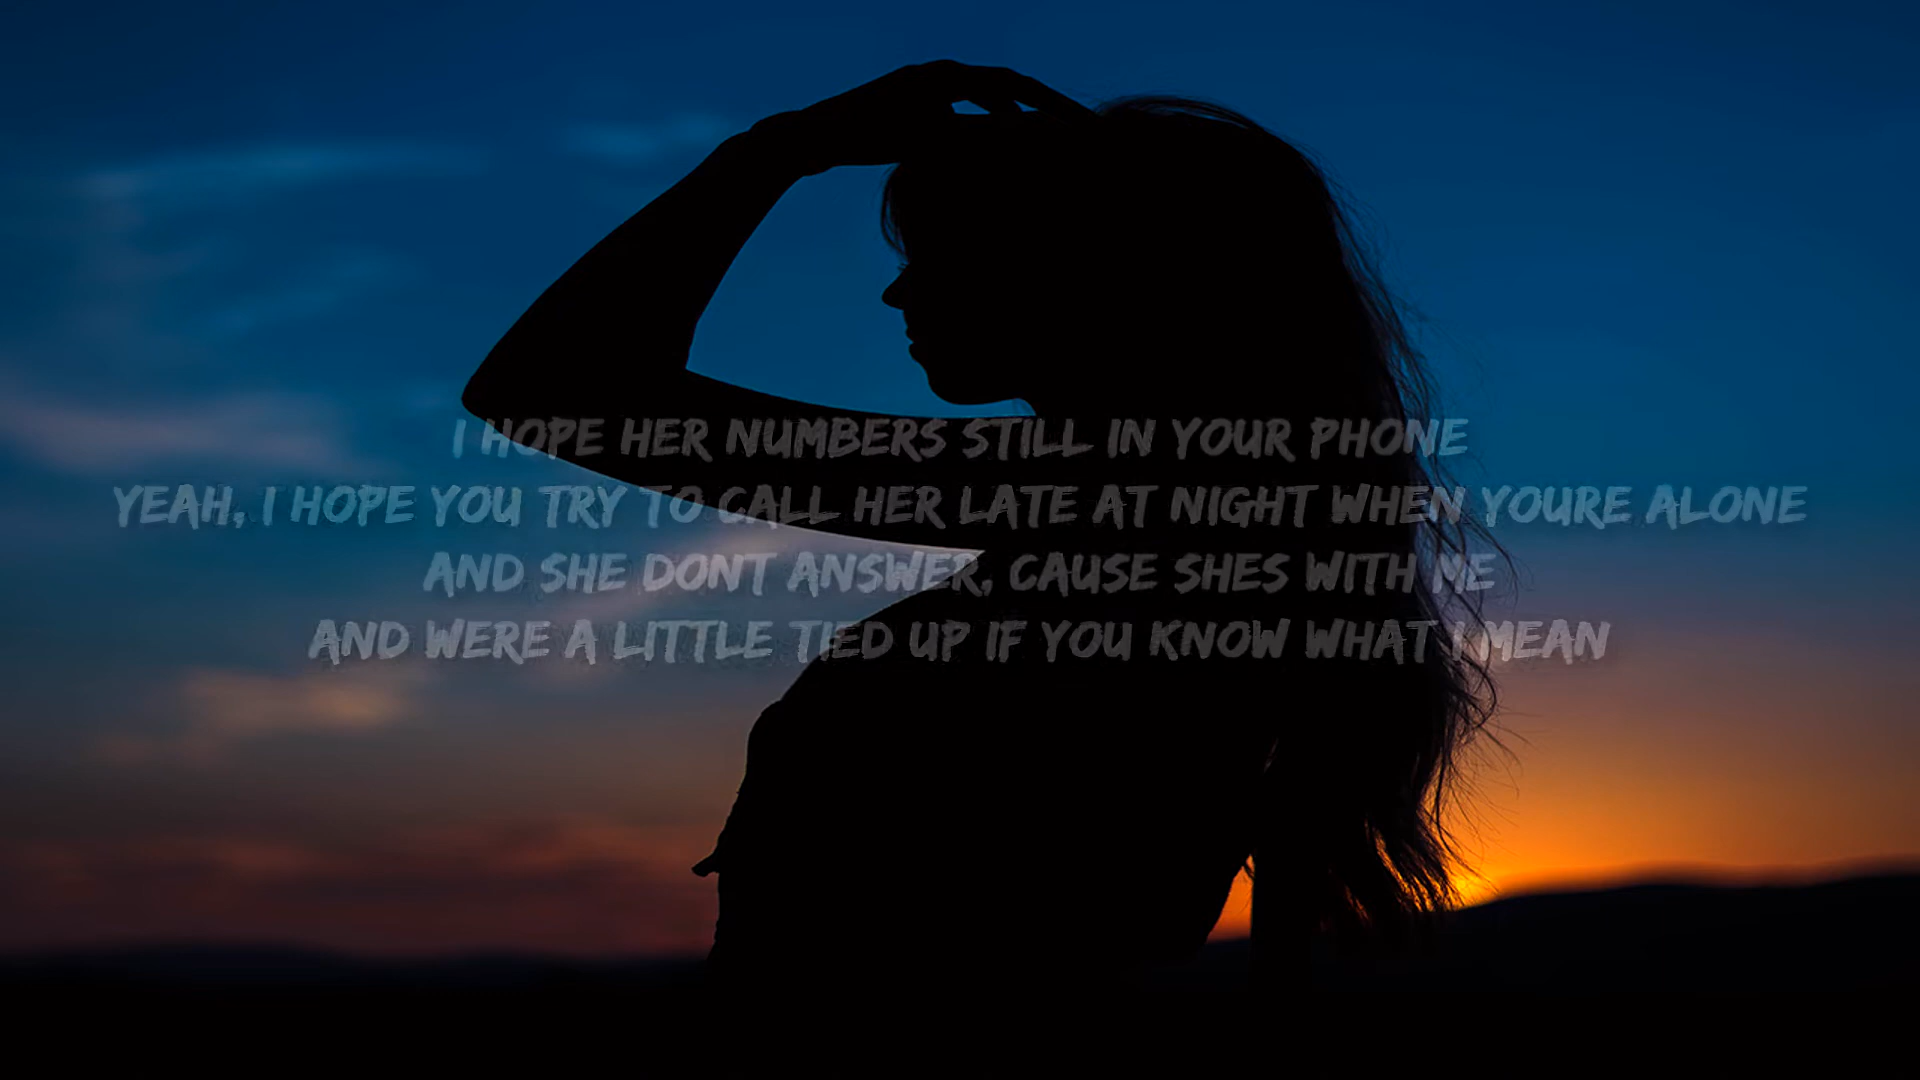 I HOPE HER NUMBERS STILL IN YOUR PHONE
YEAH, I HOPE YOU TRY TO CALL HER LATE AT NIGHT WHEN YOURE ALONE
AND SHE DONT ANSWER, CAUSE SHES WITH ME
AND WERE A LITTLE TIED UP IF YOU KNOW WHAT I MEAN